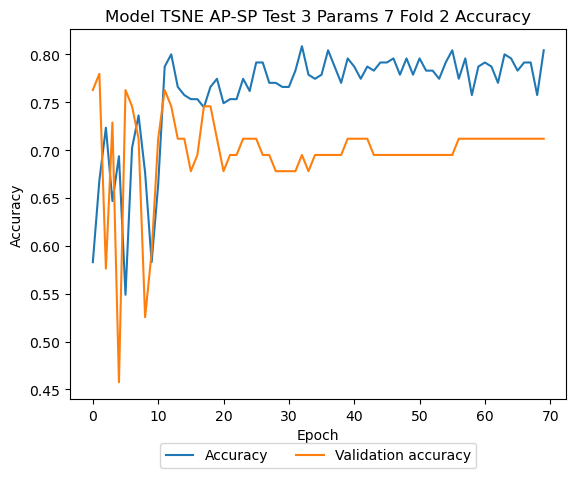 Model TSNE AP-SP Test 3 Params 7 Fold 2 Accuracy
0.80
0.75
0.70
0.65
0.60
0.55
0.50
0.45
Accuracy
0 10 20 30 40 50 60 70
Epoch
Accuracy Validation accuracy